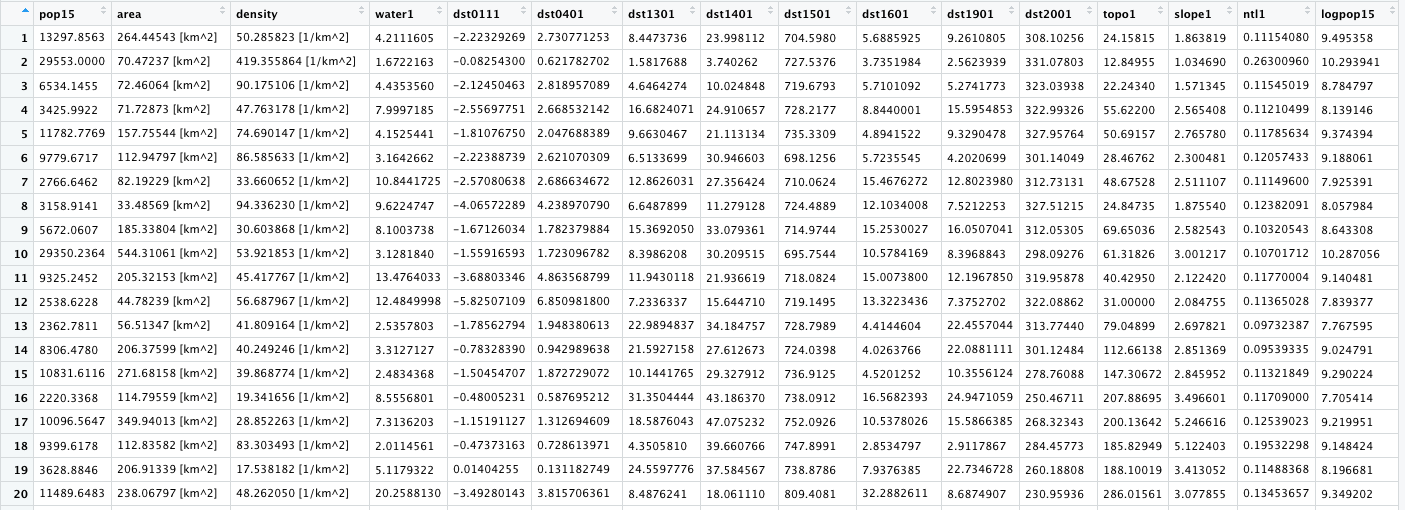 pop15 area density water1 dst0111 dst0401 dst1301 dst1401 dst1501 dst1601 dst1901 dst2001 topo1 slope1 ntl1 logpop15
1 13297.8563 264.44543 [km^2] 50.285823 [1/km^2] 4.2111605 −2.22329269 2.730771253 8.4473736 23.998112 704.5980 5.6885925 9.2610805 308.10256 24.15815 1.863819 0.11154080 9.495358
2 29553.0000 70.47237 [km^2] 419.355864 [1/km^2] 1.6722163 −0.08254300 0.621782702 1.5817688 3.740262 727.5376 3.7351984 2.5623939 331.07803 12.84955 1.034690 0.26300960 10.293941
3 6534.1455 72.46064 [km^2] 90.175106 [1/km^2] 4.4353560 −2.12450463 2.818957089 4.6464274 10.024848 719.6793 5.7101092 5.2741773 323.03938 22.24340 1.571345 0.11545019 8.784797
4 3425.9922 71.72873 [km^2] 47.763178 [1/km^2] 7.9997185 −2.55697751 2.668532142 16.6824071 24.910657 728.2177 8.8440001 15.5954853 322.99326 55.62200 2.565408 0.11210499 8.139146
5 11782.7769 157.75544 [km^2] 74.690147 [1/km^2] 4.1525441 −1.81076750 2.047688389 9.6630467 21.113134 735.3309 4.8941522 9.3290478 327.95764 50.69157 2.765780 0.11785634 9.374394
6 9779.6717 112.94797 [km^2] 86.585633 [1/km^2] 3.1642662 −2.22388739 2.621070309 6.5133699 30.946603 698.1256 5.7235545 4.2020699 301.14049 28.46762 2.300481 0.12057433 9.188061
7 2766.6462 82.19229 [km^2] 33.660652 [1/km^2] 10.8441725 −2.57080638 2.686634672 12.8626031 27.356424 710.0624 15.4676272 12.8023980 312.73131 48.67528 2.511107 0.11149600 7.925391
8 3158.9141 33.48569 [km^2] 94.336230 [1/km^2] 9.6224747 −4.06572289 4.238970790 6.6487899 11.279128 724.4889 12.1034008 7.5212253 327.51215 24.84735 1.875540 0.12382091 8.057984
9 5672.0607 185.33804 [km^2] 30.603868 [1/km^2] 8.1003738 −1.67126034 1.782379884 15.3692050 33.079361 714.9744 15.2530027 16.0507041 312.05305 69.65036 2.582543 0.10320543 8.643308
10 29350.2364 544.31061 [km^2] 53.921853 [1/km^2] 3.1281840 −1.55916593 1.723096782 8.3986208 30.209515 695.7544 10.5784169 8.3968843 298.09276 61.31826 3.001217 0.10701712 10.287056
11 9325.2452 205.32153 [km^2] 45.417767 [1/km^2] 13.4764033 −3.68803346 4.863568799 11.9430118 21.936619 718.0824 15.0073800 12.1967850 319.95878 40.42950 2.122420 0.11770004 9.140481
12 2538.6228 44.78239 [km^2] 56.687967 [1/km^2] 12.4849998 −5.82507109 6.850981800 7.2336337 15.644710 719.1495 13.3223436 7.3752702 322.08862 31.00000 2.084755 0.11365028 7.839377
13 2362.7811 56.51347 [km^2] 41.809164 [1/km^2] 2.5357803 −1.78562794 1.948380613 22.9894837 34.184757 728.7989 4.4144604 22.4557044 313.77440 79.04899 2.697821 0.09732387 7.767595
14 8306.4780 206.37599 [km^2] 40.249246 [1/km^2] 3.3127127 −0.78328390 0.942989638 21.5927158 27.612673 724.0398 4.0263766 22.0881111 301.12484 112.66138 2.851369 0.09539335 9.024791
15 10831.6116 271.68158 [km^2] 39.868774 [1/km^2] 2.4834368 −1.50454707 1.872729072 10.1441765 29.327912 736.9125 4.5201252 10.3556124 278.76088 147.30672 2.845952 0.11321849 9.290224
16 2220.3368 114.79559 [km^2] 19.341656 [1/km^2] 8.5556801 −0.48005231 0.587695212 31.3504444 43.186370 738.0912 16.5682393 24.9471059 250.46711 207.88695 3.496601 0.11709000 7.705414
17 10096.5647 349.94013 [km^2] 28.852263 [1/km^2] 7.3136203 −1.15191127 1.312694609 18.5876043 47.075232 752.0926 10.5378026 15.5866385 268.32343 200.13642 5.246616 0.12539023 9.219951
18 9399.6178 112.83582 [km^2] 83.303493 [1/km^2] 2.0114561 −0.47373163 0.728613971 4.3505810 39.660766 747.8991 2.8534797 2.9117867 284.45773 185.82949 5.122403 0.19532298 9.148424
19 3628.8846 206.91339 [km^2] 17.538182 [1/km^2] 5.1179322 0.01404255 0.131182749 24.5597776 37.584567 738.8786 7.9376385 22.7346728 260.18808 188.10019 3.413052 0.11488368 8.196681
20 11489.6483 238.06797 [km^2] 48.262050 [1/km^2] 20.2588130 −3.49280143 3.815706361 8.4876241 18.061110 809.4081 32.2882611 8.6874907 230.95936 286.01561 3.077855 0.13453657 9.349202